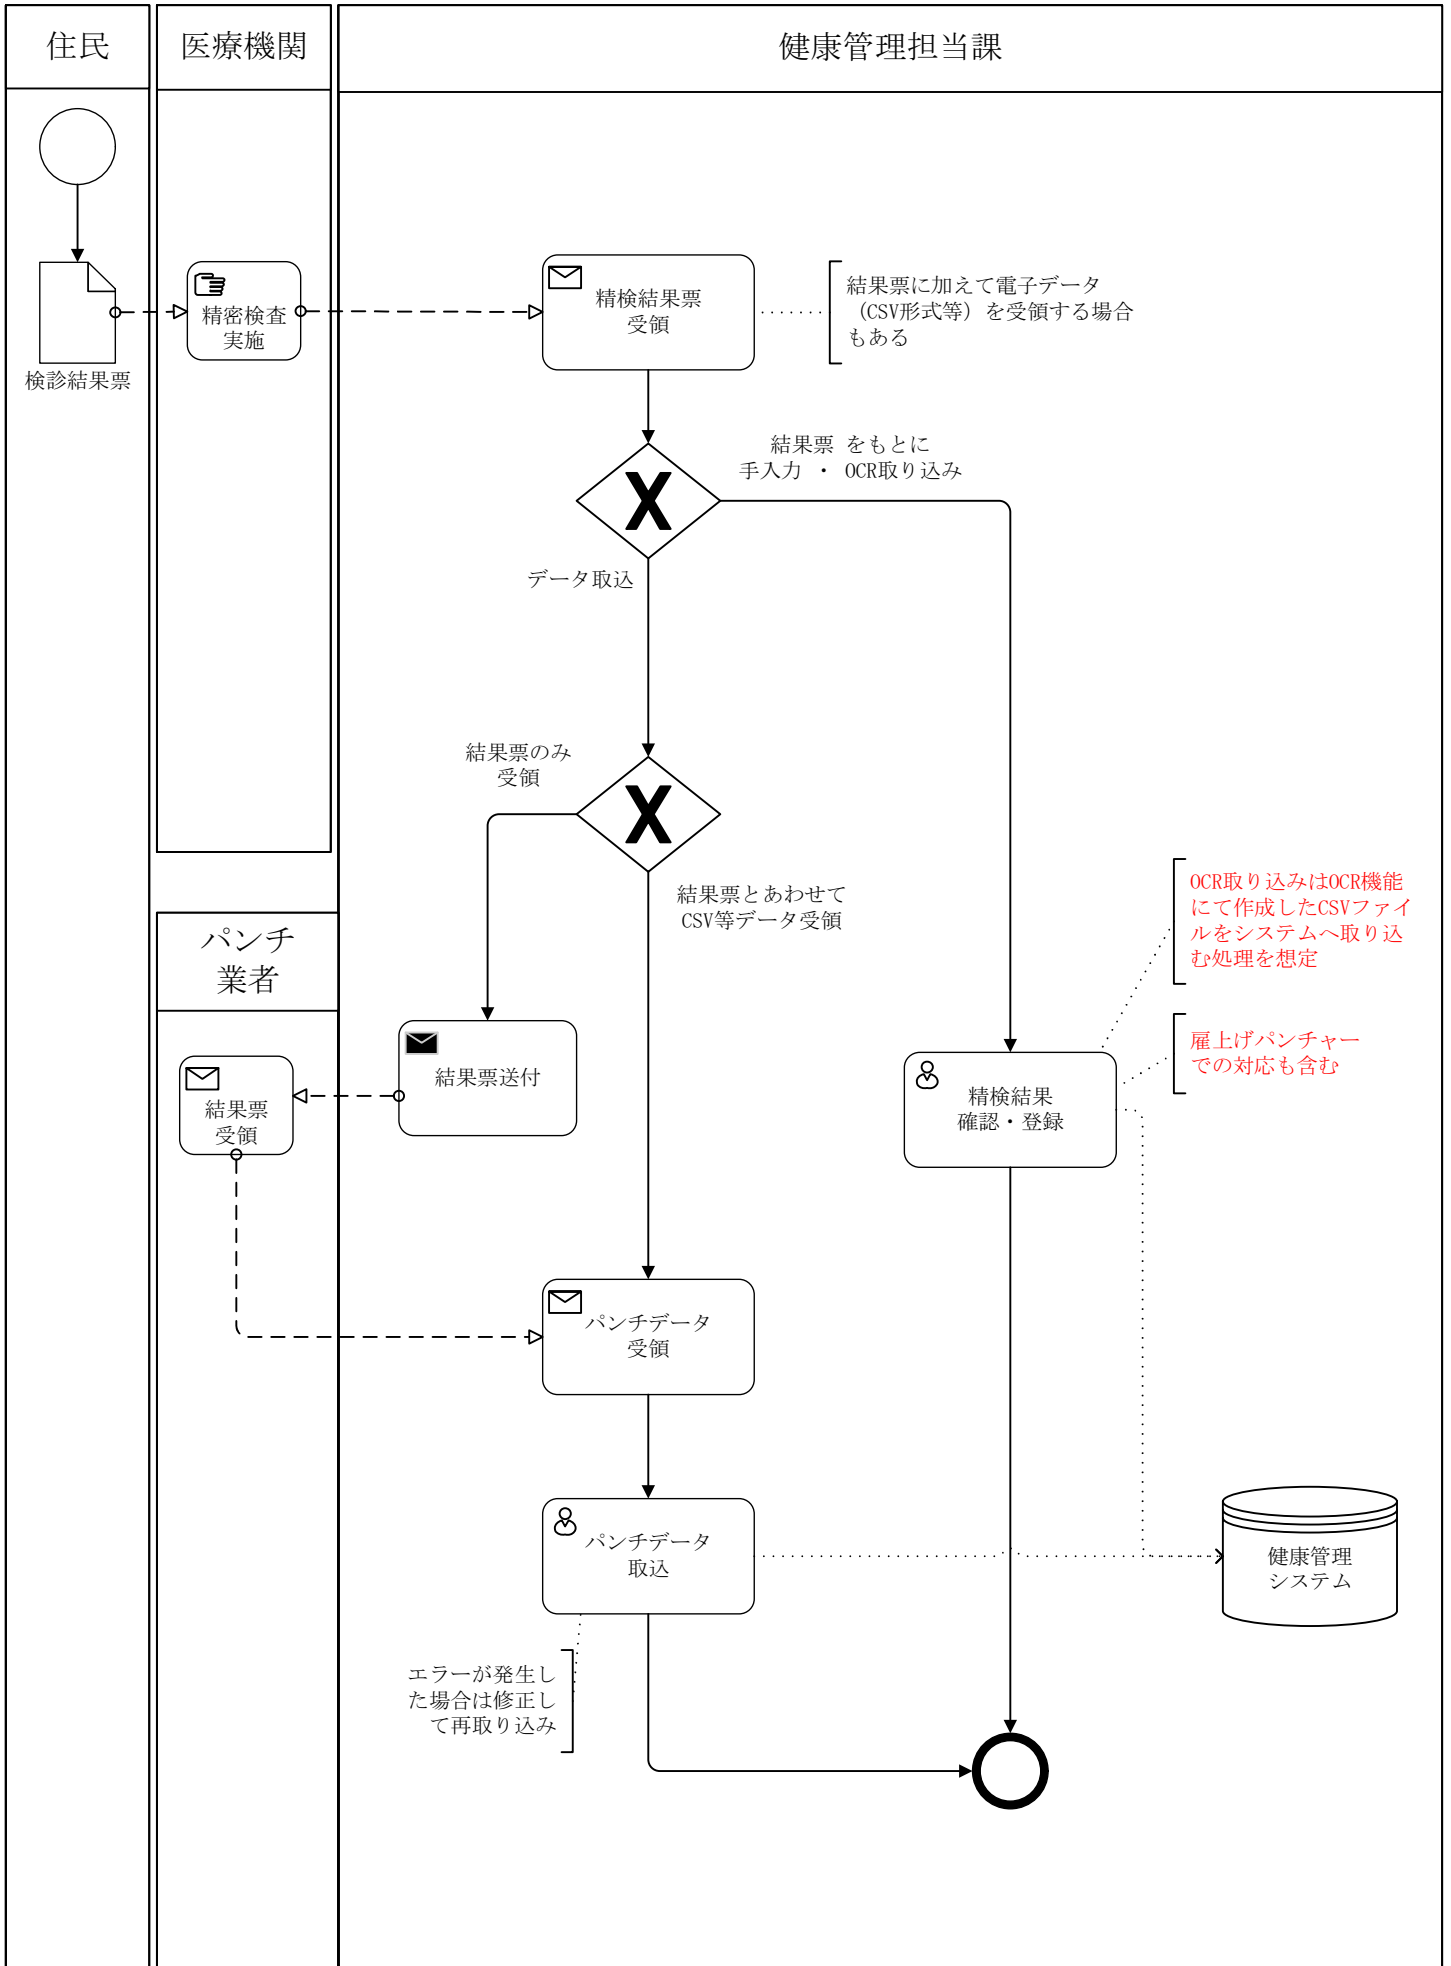 住民
医療機関
健康管理担当課
検診結果票
精密検査
実施
精検結果票
受領
結果票に加えて電子データ
（CSV形式等）を受領する場合
もある
結果票 をもとに
手入力 ・ OCR取り込み
データ取込
結果票のみ
受領
結果票とあわせて
CSV等データ受領
OCR取り込みはOCR機能
にて作成したCSVファイ
ルをシステムへ取り込
む処理を想定
パンチ
業者
雇上げパンチャー
での対応も含む
結果票送付
結果票
受領
精検結果
確認・登録
パンチデータ
受領
パンチデータ
取込
健康管理
システム
エラーが発生し
た場合は修正し
て再取り込み